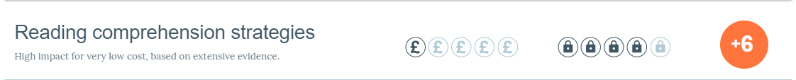 Reading comprehension strategies
£ £ £ £ £
+6
High impact for very low cost, based on extensive evidence.